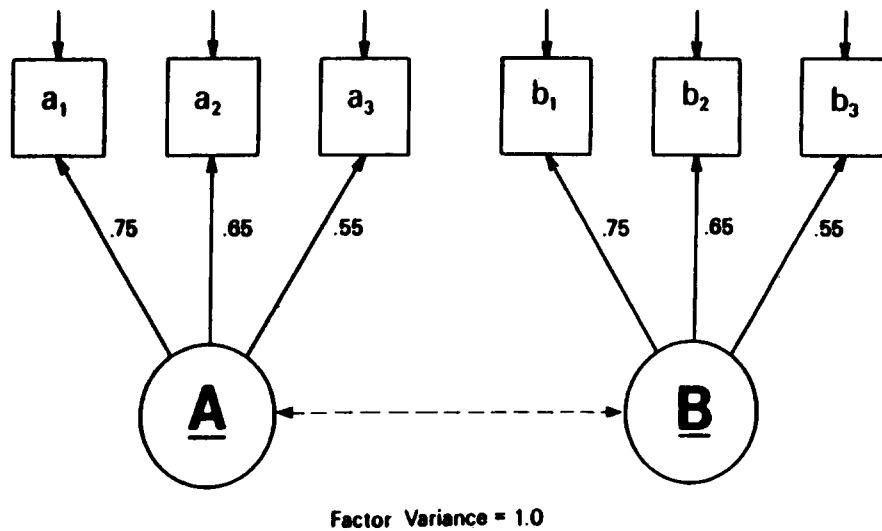 a₁ a₂ a₃ b₁ b₂ b₃
.75 .65 .55 .75 .65 .55
A B
Factor Variance = 1.0